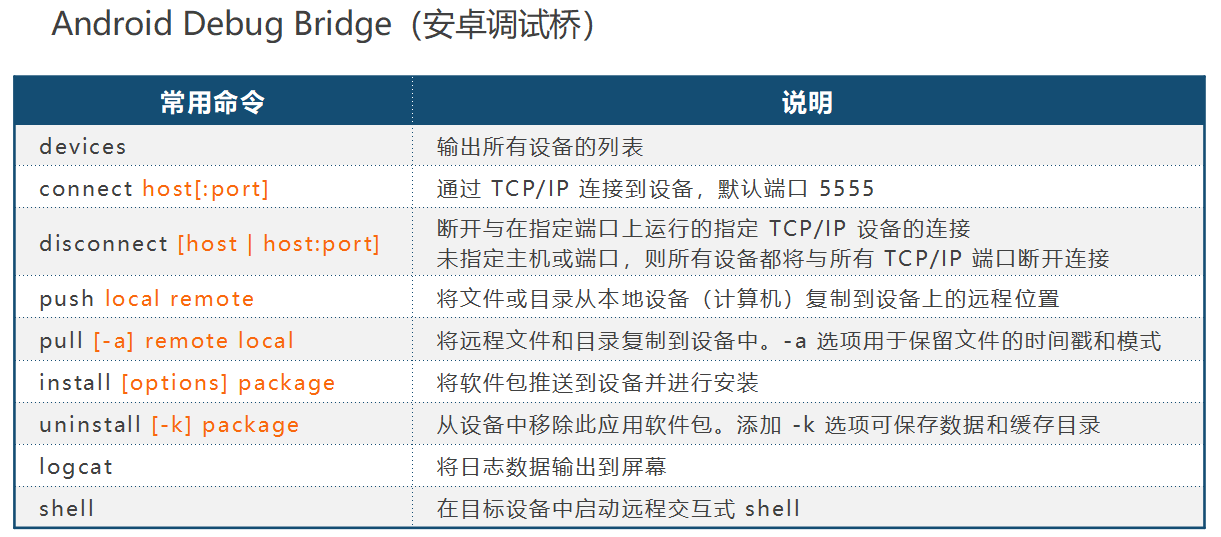 Android Debug Bridge（安卓调试桥）
常用命令 说明
devices 输出所有设备的列表
connect host[:port] 通过 TCP/IP 连接到设备，默认端口 5555
disconnect [host | host:port] 断开与在指定端口上运行的指定 TCP/IP 设备的连接
未指定主机或端口，则所有设备都将与所有 TCP/IP 端口断开连接
push local remote 将文件或目录从本地设备（计算机）复制到设备上的远程位置
pull [-a] remote local 将远程文件和目录复制到设备中。-a 选项用于保留文件的时间戳和模式
install [options] package 将软件包推送到设备并进行安装
uninstall [-k] package 从设备中移除此应用软件包。添加 -k 选项可保存数据和缓存目录
logcat 将日志数据输出到屏幕
shell 在目标设备中启动远程交互式 shell